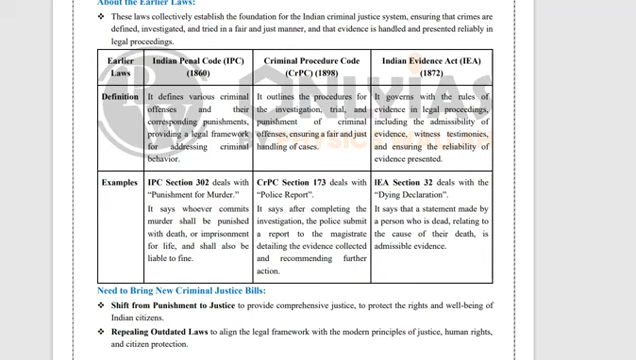 About the Earlier Laws:
❖ These laws collectively establish the foundation for the Indian criminal justice system, ensuring that crimes are
defined, investigated, and tried in a fair and just manner, and that evidence is handled and presented reliably in
legal proceedings.
Earlier
Laws
Indian Penal Code (IPC)
(1860)
Criminal Procedure Code
(CrPC) (1898)
Indian Evidence Act (IEA)
(1872)
Definition
It defines various criminal
offenses and their
corresponding punishments,
providing a legal framework
for addressing criminal
behavior.
It outlines the procedures for
the investigation, trial, and
punishment of criminal
offenses, ensuring a fair and just
handling of cases.
It governs with the rules of
evidence in legal proceedings,
including the admissibility of
evidence, witness testimonies,
and ensuring the reliability of
evidence presented.
Examples
IPC Section 302 deals with
“Punishment for Murder.”
It says whoever commits
murder shall be punished
with death, or imprisonment
for life, and shall also be
liable to fine.
CrPC Section 173 deals with
“Police Report”.
It says after completing the
investigation, the police submit
a report to the magistrate
detailing the evidence collected
and recommending further
action.
IEA Section 32 deals with the
“Dying Declaration”.
It says that a statement made by
a person who is dead, relating to
the cause of their death, is
admissible evidence.
Need to Bring New Criminal Justice Bills:
❖ Shift from Punishment to Justice to provide comprehensive justice, to protect the rights and well-being of
Indian citizens.
❖ Repealing Outdated Laws to align the legal framework with the modern principles of justice, human rights,
and citizen protection.
ONLYIAS